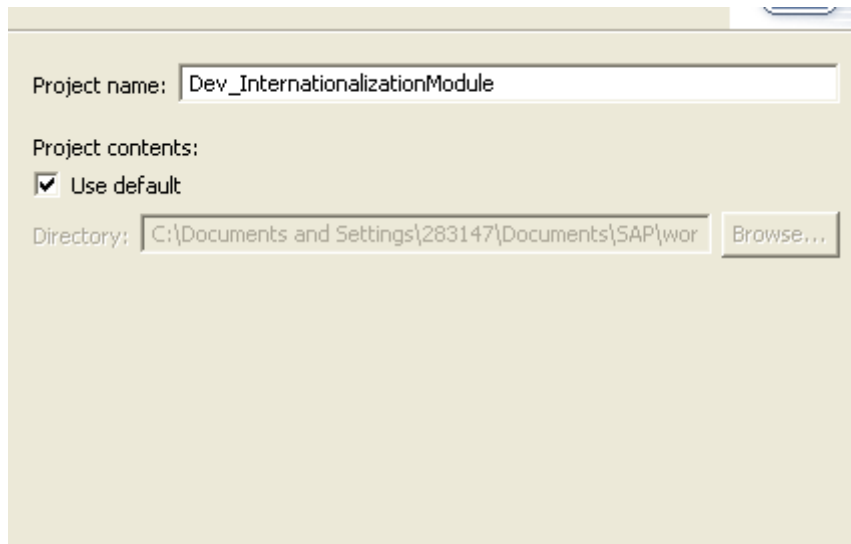 Project name: Dev_InternationalizationModule
Project contents:
Use default
Directory: C:\Documents and Settings\283147\Documents\SAP\wor Browse...